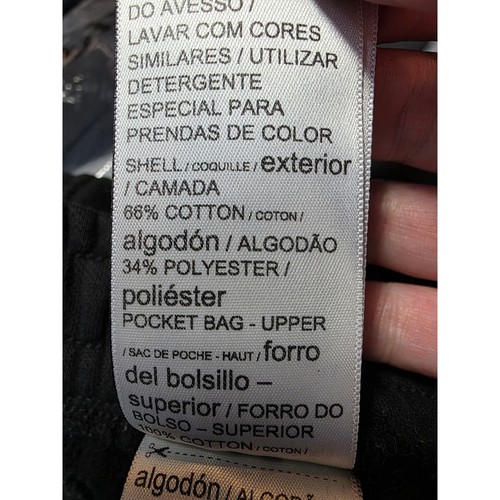 DO AVESSO /
LAVAR COM CORES
SIMILARES / UTILIZAR
DETERGENTE
ESPECIAL PARA
PRENDAS DE COLOR
SHELL / COQUILLE / exterior
/ CAMADA
66% COTTON / COTON /
algodón / ALGODÃO
34% POLYESTER /
poliéster
POCKET BAG - UPPER
/ SAC DE POCHE - HAUT / forro
del bolsillo –
superior / FORRO DO
BOLSO – SUPERIOR
100% COTTON / COTON /
algodón /